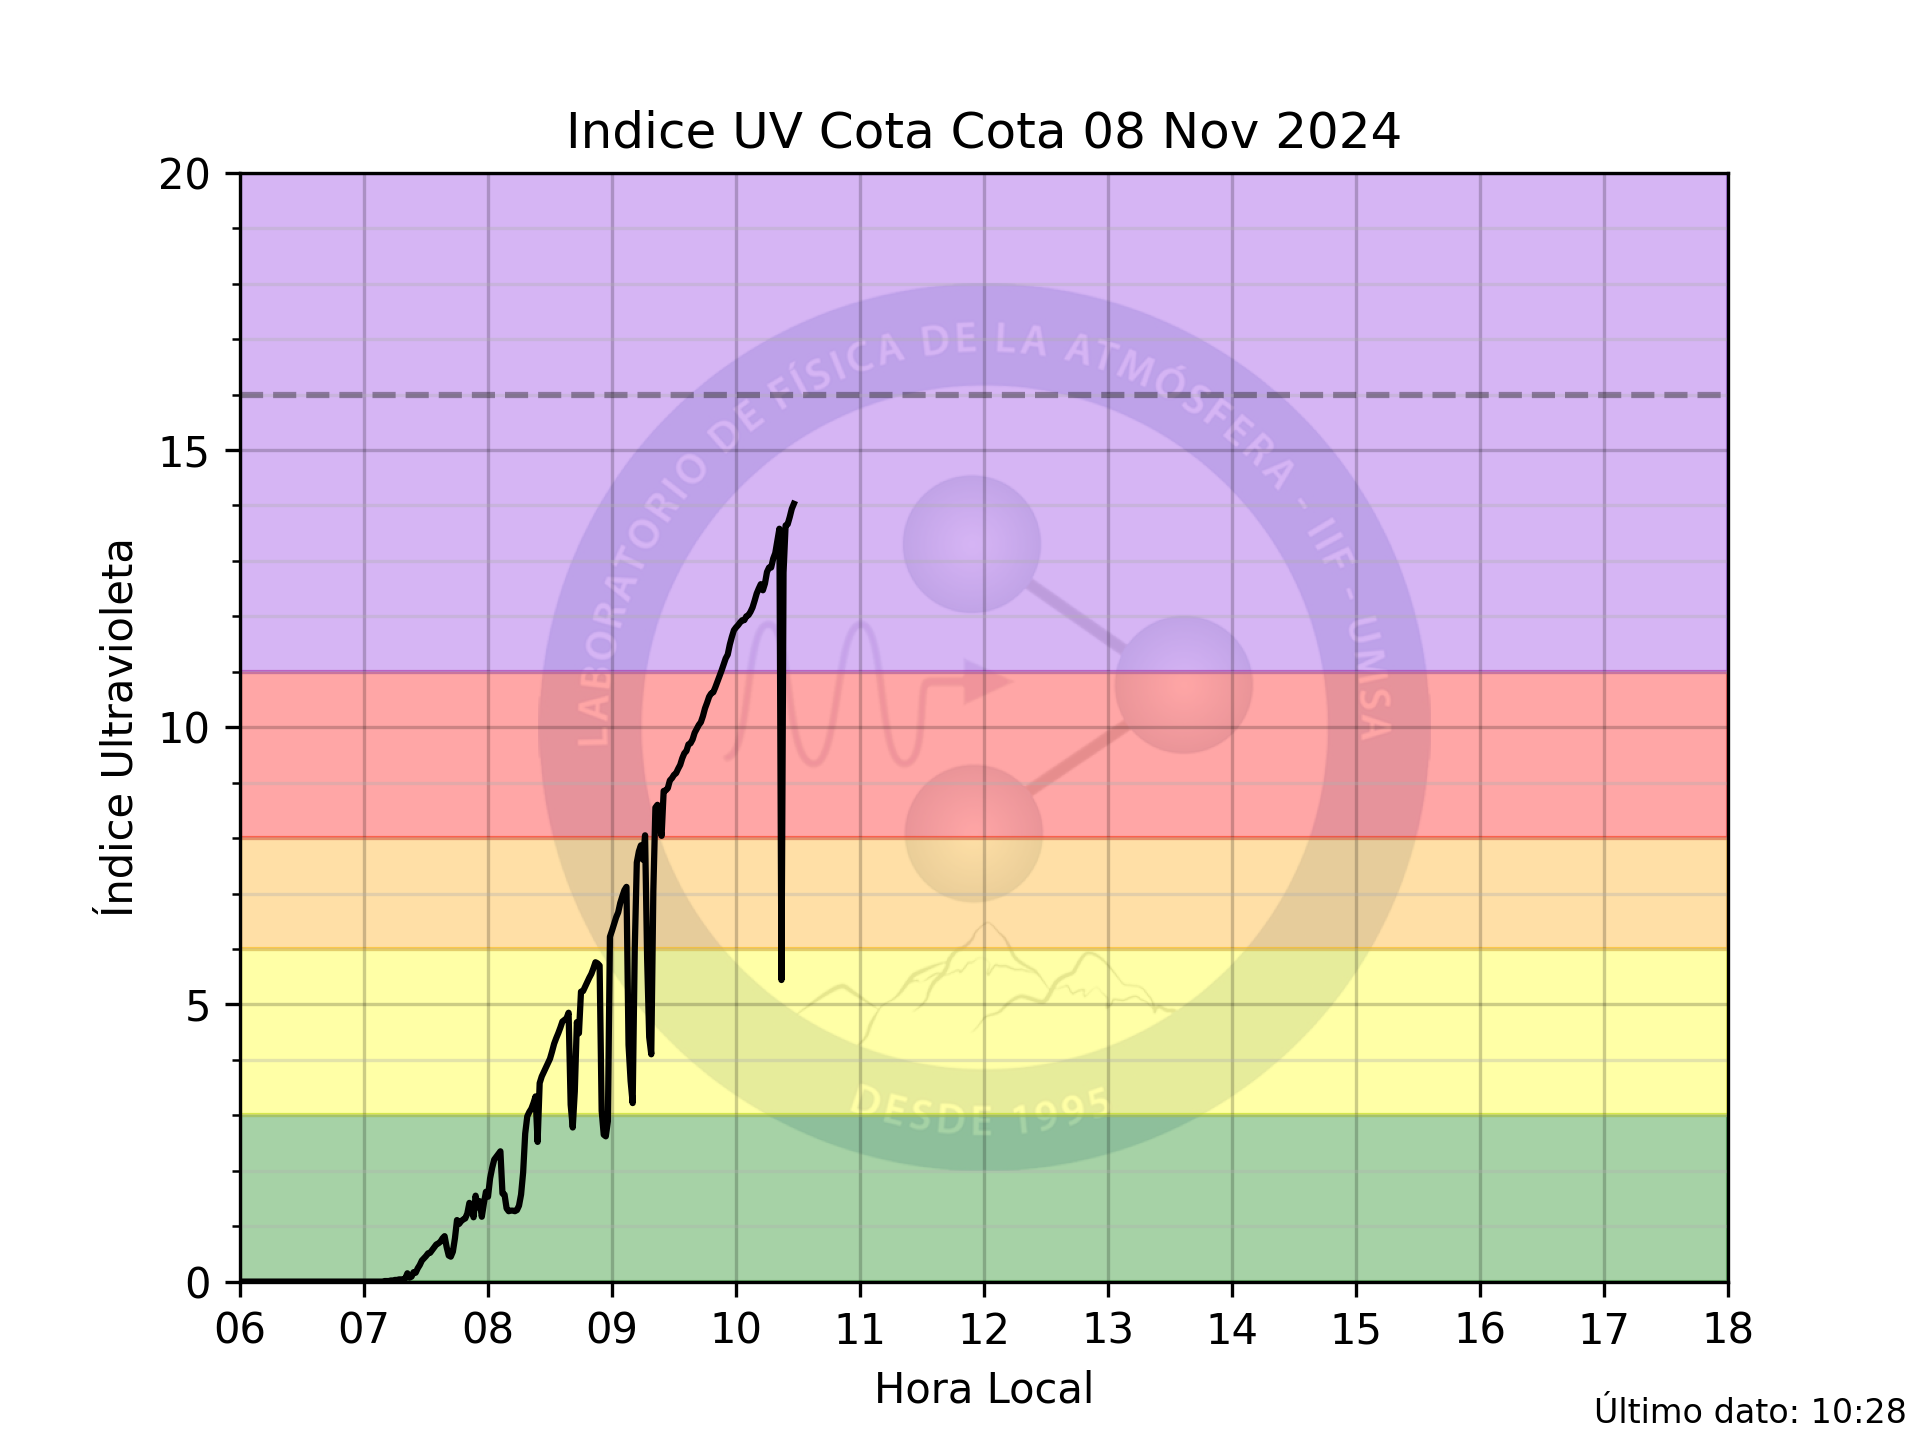 Indice UV Cota Cota 08 Nov 2024
20
15
10
5
0
Índice Ultravioleta
LABORATORIO DE FÍSICA DE LA ATMÓSFERA - IIF - UMSA
DESDE 1995
06 07 08 09 10 11 12 13 14 15 16 17 18
Hora Local
Último dato: 10:28